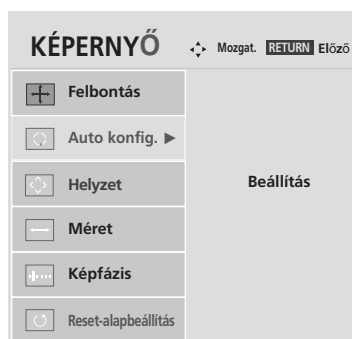 KÉPERNYŐ Mozgat. RETURN Előző
Felbontás
Auto konfig. ►
Helyzet
Beállítás
Méret
Képfázis
Reset-alapbeállítás